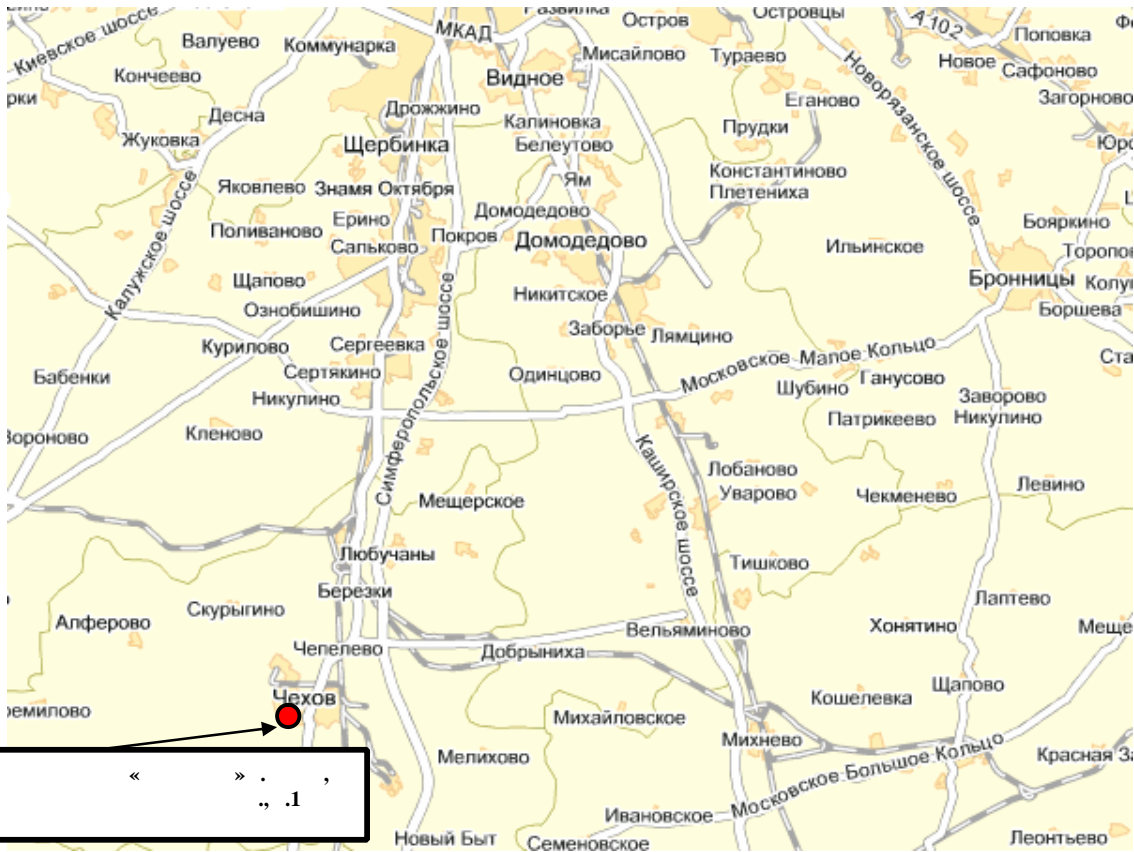 МКАД
Развилка
Остров
Островцы
А.102
Поповка
Киевское шоссе
Валуево
Коммунарка
Мисайлово
Тураево
Новое
Сафоново
Кончеево
Видное
Загорново
Десна
Дрожжино
Калиновка
Еганово
Новорязанское шоссе
Жуковка
Щербинка
Белеутово
Прудки
Юро
Яковлево
Знамя Октября
Ям
Константиново
Плетениха
Ерино
Домодедово
Бояркино
Поливаново
Сальково
Покров
Домодедово
Ильинское
Торопов
Калужское шоссе
Щапово
Никитское
Бронницы
Колу
Ознобишино
Боршева
Курилово
Сергеевка
Заборье
Лямцино
Симферопольское шоссе
Московское Малое Кольцо
Ста
Бабенки
Сертякино
Одинцово
Шубино
Ганусово
Никулино
Заворово
Вороново
Кленово
Патрикеево
Никулино
Каширское шоссе
Лобаново
Мещерское
Уварово
Чекменево
Левино
Любучаны
Тишково
Березки
Алферово
Скурыгино
Лаптево
Чепелево
Вельяминово
Хонятино
Меще
Добрыниха
Щапово
Чехов
Кошелевка
ремилово
Михайловское
Михнево
Мелихово
Московское Большое Кольцо
Красная За
« » . ,
., .1
Ивановское
Новый Быт
Семеновское
Леонтьево